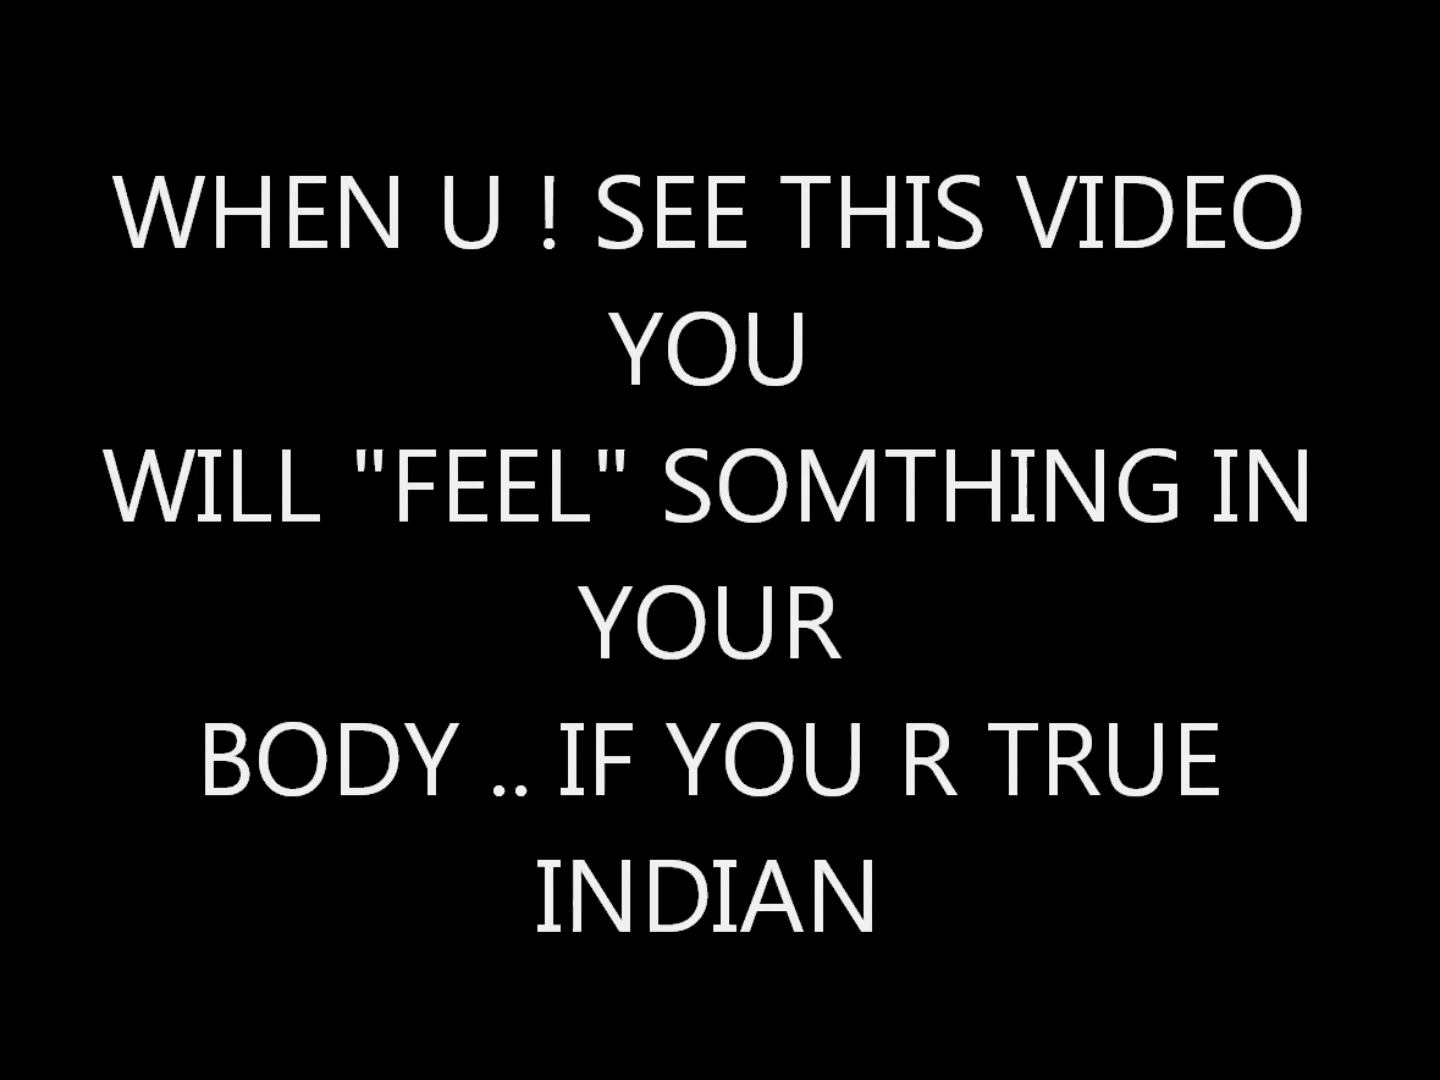 WHEN U ! SEE THIS VIDEO
YOU
WILL "FEEL" SOMTHING IN
YOUR
BODY .. IF YOU R TRUE
INDIAN